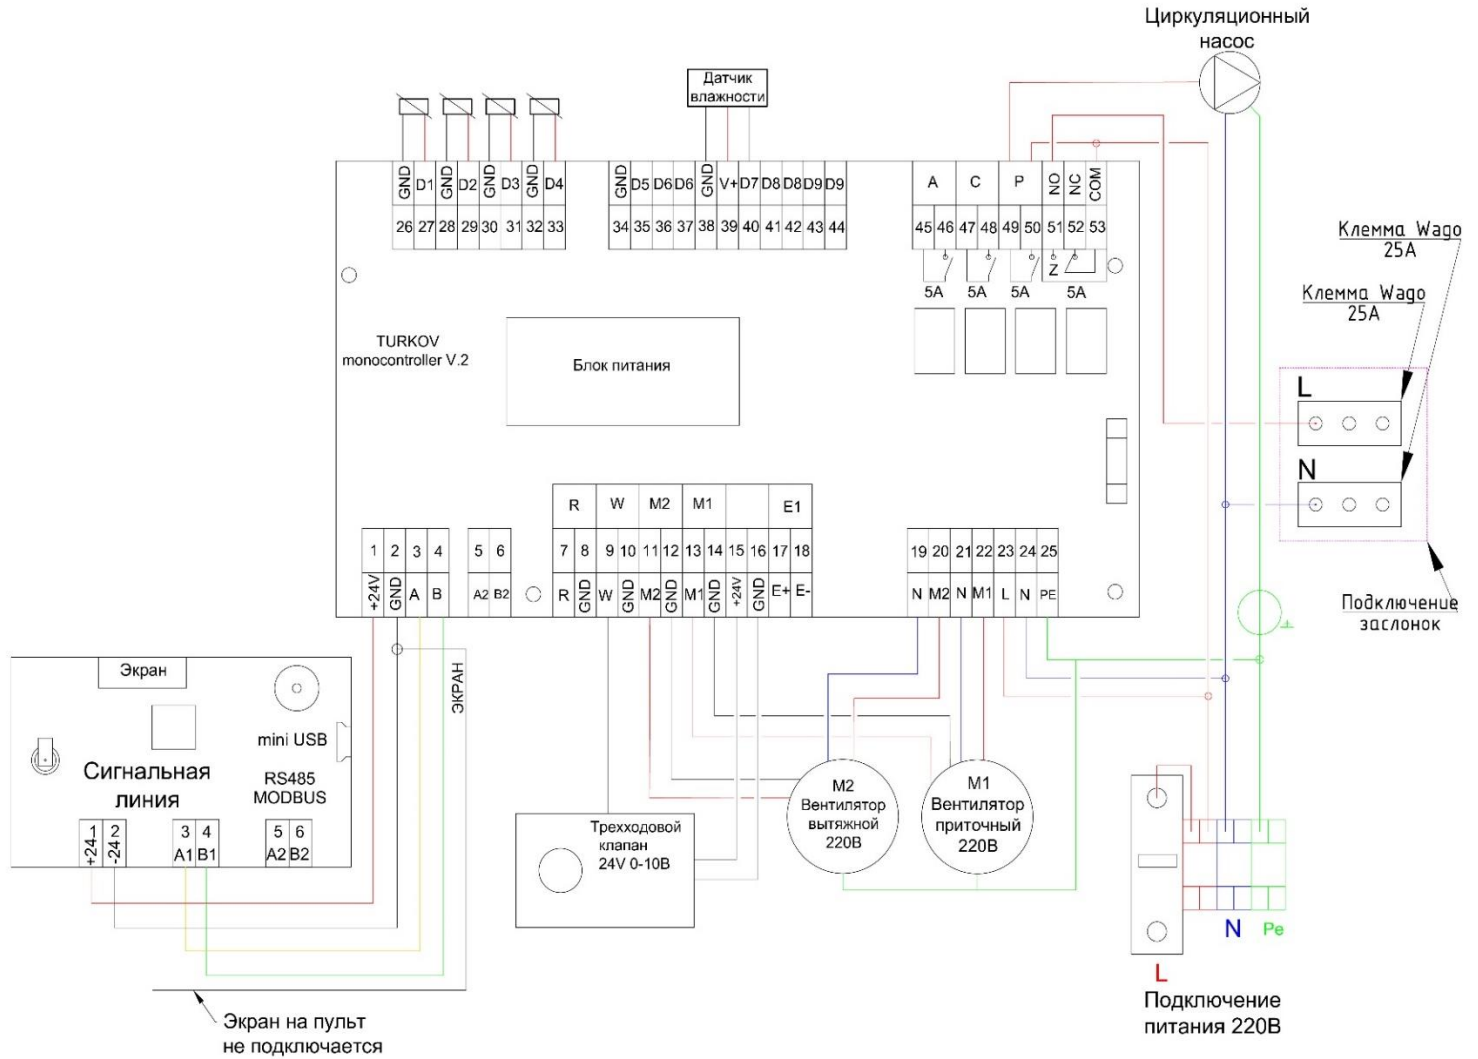 Циркуляционный
насос
Датчик
влажности
GND D1 GND D2 GND D3 GND D4
26 27 28 29 30 31 32 33
GND D5 D6 D6 GND V+ D7 D8 D8 D9 D9
34 35 36 37 38 39 40 41 42 43 44
A C P NO NC COM
45 46 47 48 49 50 51 52 53
Z
5A 5A 5A 5A
Клемма Wago
25A
Клемма Wago
25A
TURKOV
monocontroller V.2
Блок питания
L
N
Подключение
заслонок
R W M2 M1 E1
1 2 3 4 5 6 7 8 9 10 11 12 13 14 15 16 17 18 19 20 21 22 23 24 25
+24V GND A B A2 B2 R GND W GND M2 GND M1 GND +24V GND E+ E- N M2 N M1 L N PE
ЭКРАН
Экран
mini USB
Сигнальная
линия
RS485
MODBUS
1 2 3 4 5 6
+24 -24 A1 B1 A2 B2
Трехходовой
клапан
24V 0-10В
M2
Вентилятор
вытяжной
220В
M1
Вентилятор
приточный
220В
N Pe
L
Подключение
питания 220В
Экран на пульт
не подключается